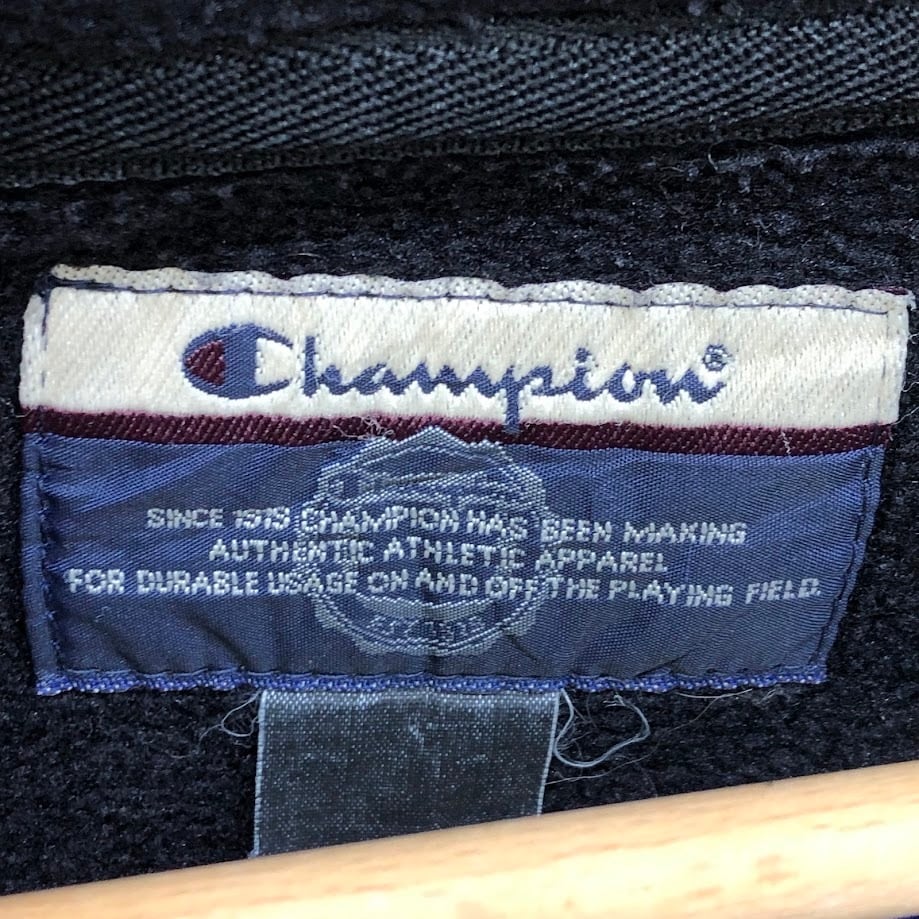 Champion®
SINCE 1919 CHAMPION HAS BEEN MAKING
AUTHENTIC ATHLETIC APPAREL
FOR DURABLE USAGE ON AND OFF THE PLAYING FIELD.